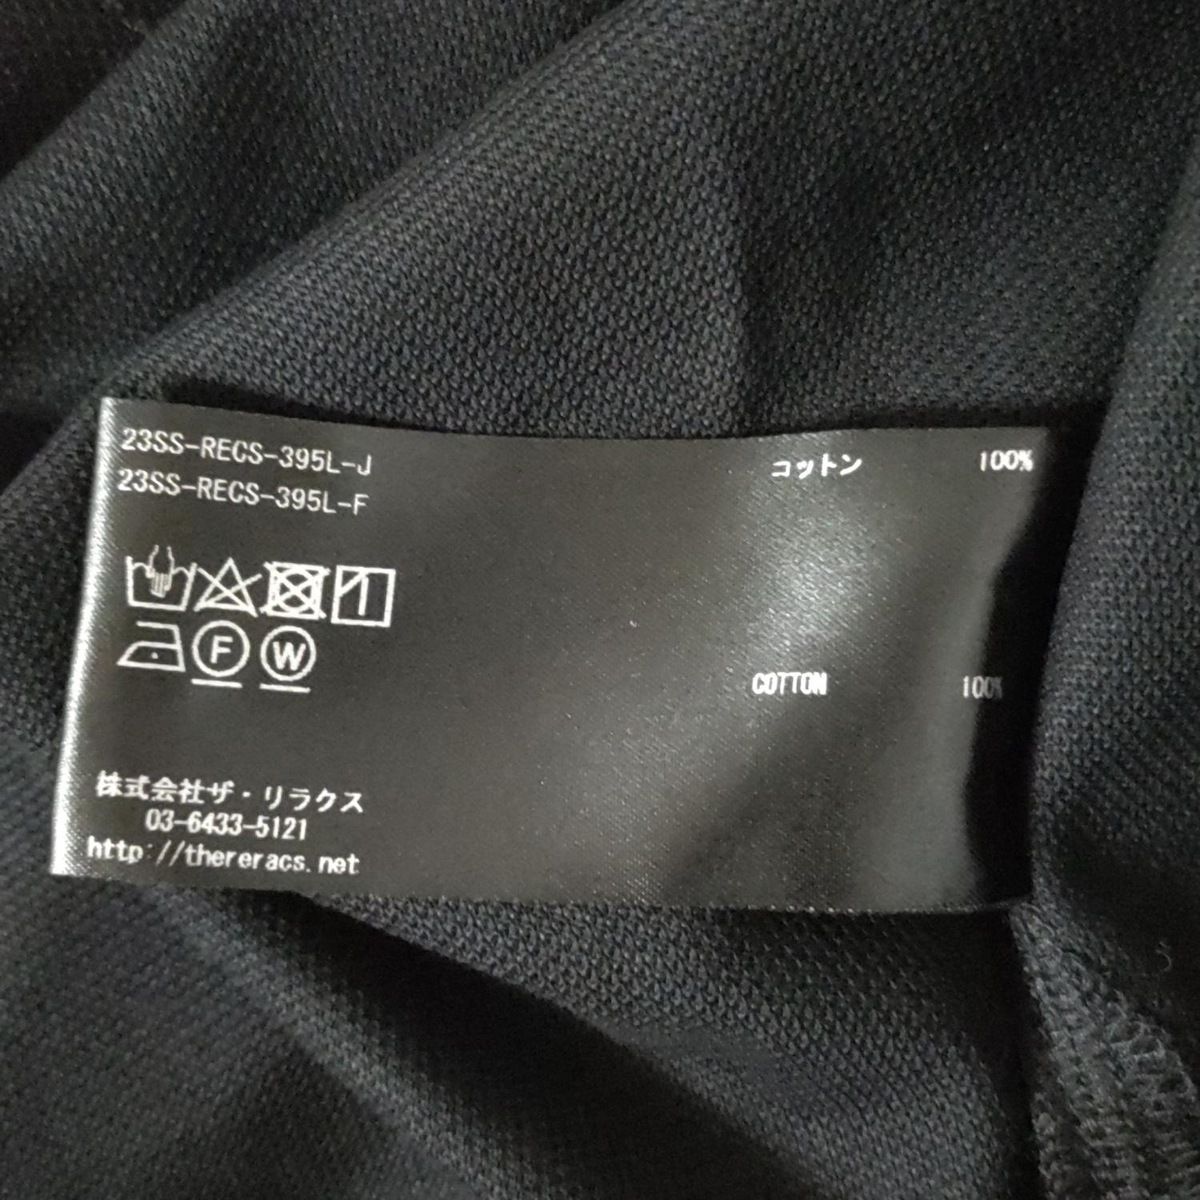 23SS-RECS-395L-J
23SS-RECS-395L-F
コットン 100%
F W
COTTON 100%
株式会社ザ・リラクス
03-6433-5121
http://thereracs.net